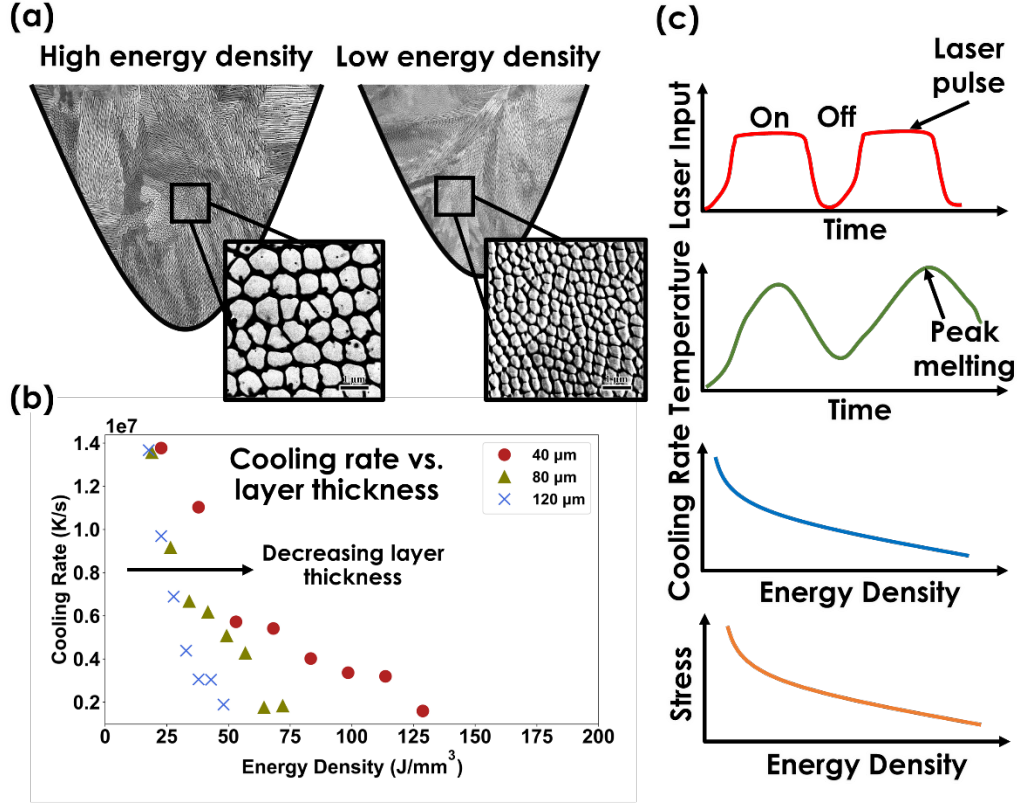 (a)
High energy density
Low energy density
1 μm
(b)
1e7
Cooling rate vs.
layer thickness
40 μm
80 μm
120 μm
Decreasing layer
thickness
1.4
1.2
1.0
0.8
0.6
0.4
0.2
Cooling Rate (K/s)
0
25
50
75
100
125
150
175
200
Energy Density (J/mm³)
(c)
Laser
pulse
On
Off
Laser Input
Time
Temperature
Peak
melting
Time
Cooling Rate
Energy Density
Stress
Energy Density